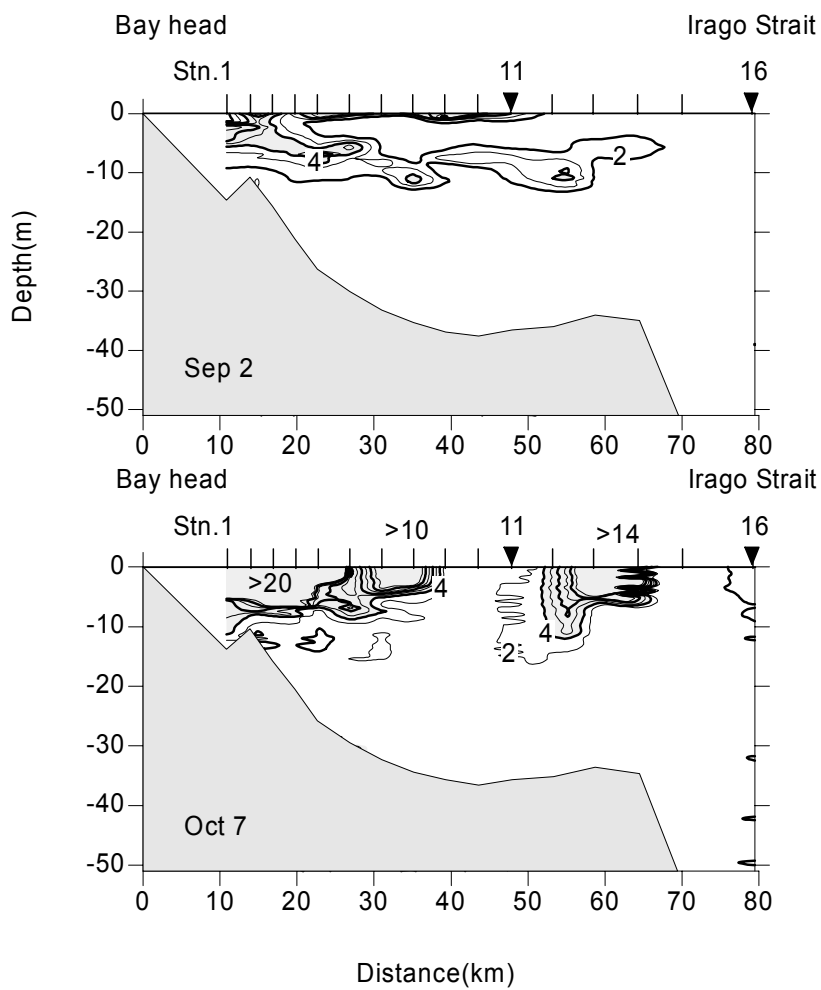 Bay head Irago Strait
Stn.1 11 16
0
4 2
-10
-20
-30
-40
-50
Depth(m)
Sep 2
0 10 20 30 40 50 60 70 80
Bay head Irago Strait
Stn.1 >10 11 >14 16
0
>20 4
-10
4
2
-20
-30
-40
-50
Oct 7
0 10 20 30 40 50 60 70 80
Distance(km)